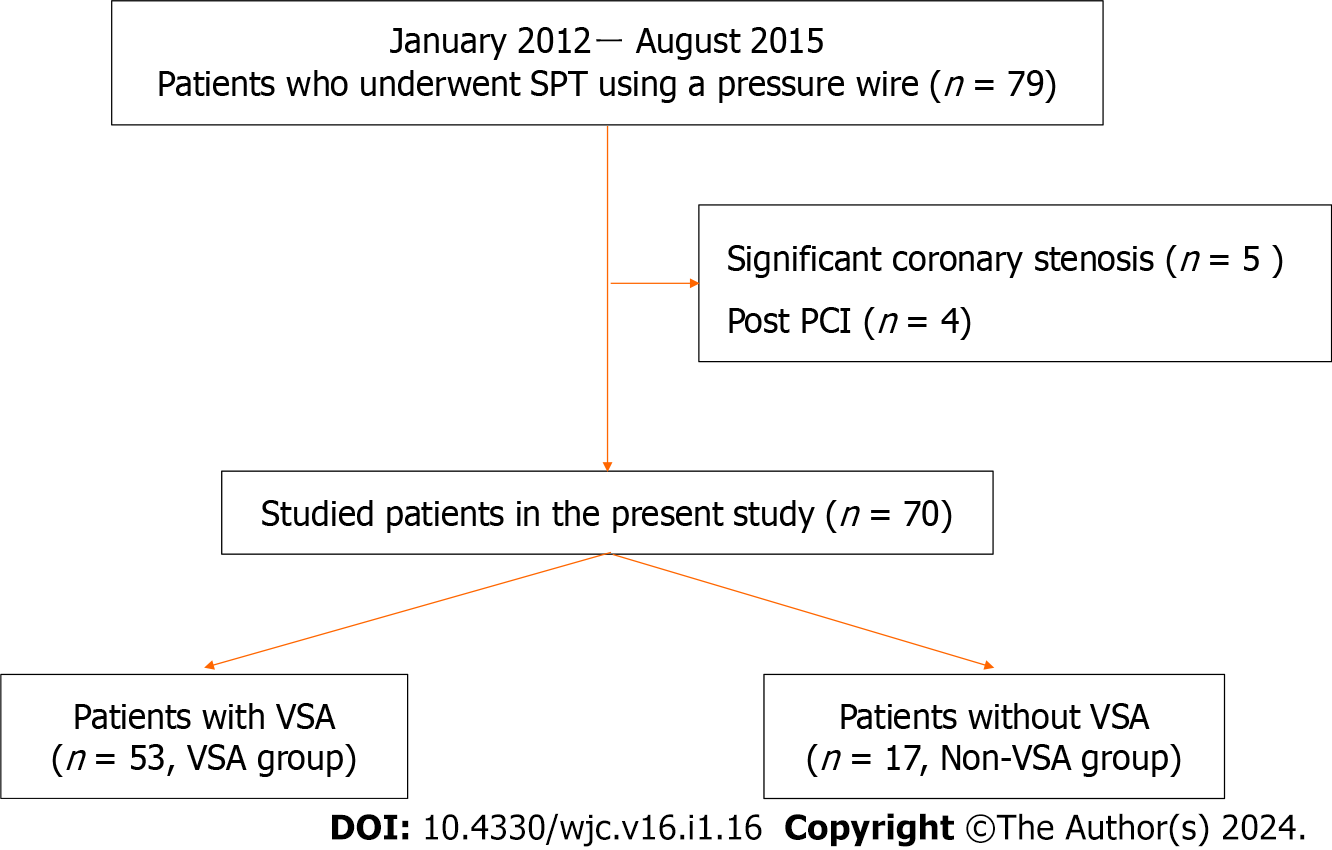 January 2012— August 2015
Patients who underwent SPT using a pressure wire (n = 79)
Significant coronary stenosis (n = 5 )
Post PCI (n = 4)
Studied patients in the present study (n = 70)
Patients with VSA
(n = 53, VSA group)
Patients without VSA
(n = 17, Non-VSA group)
DOI: 10.4330/wjc.v16.i1.16 Copyright ©The Author(s) 2024.